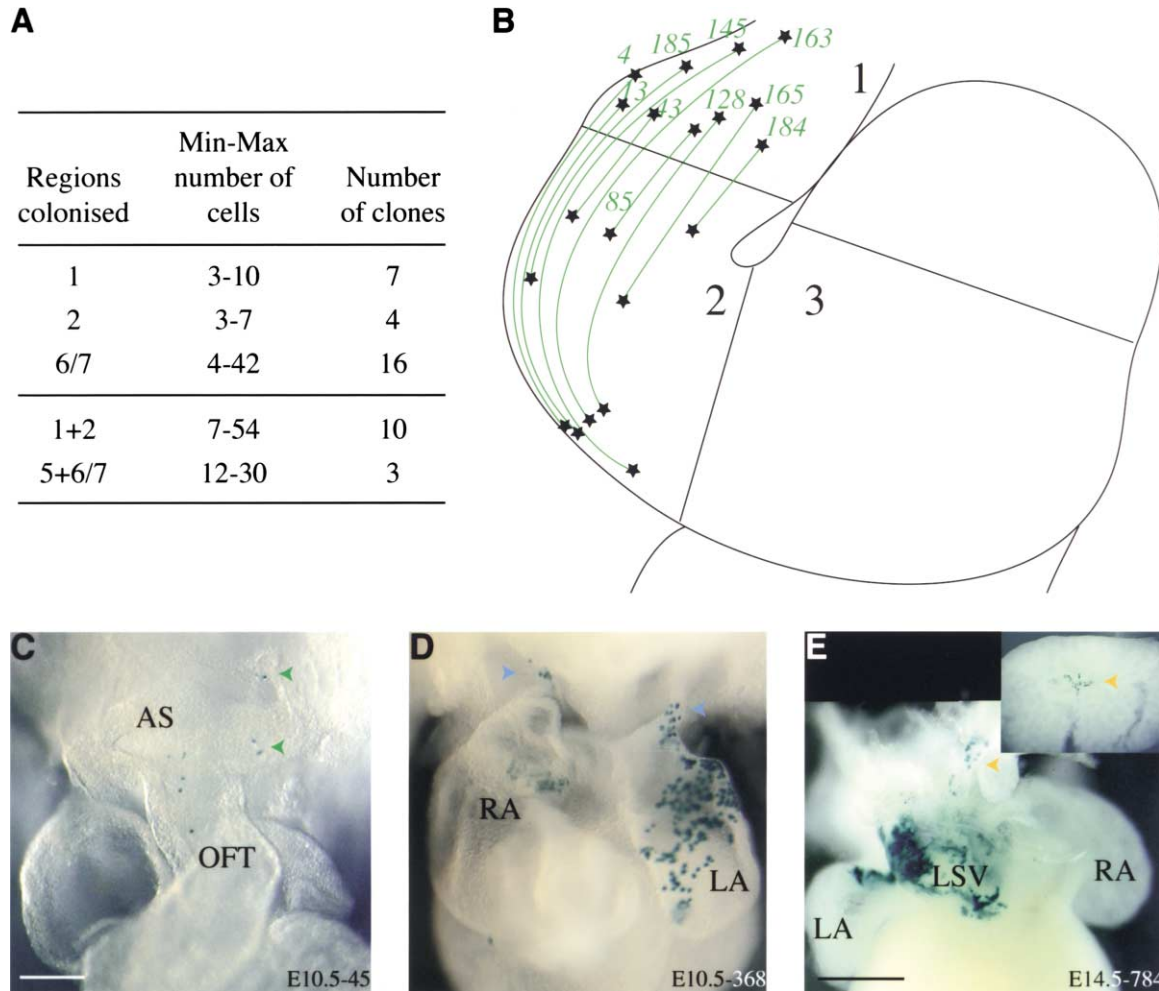 A
Regions colonised Min-Max number of cells Number of clones
1 3-10 7
2 3-7 4
6/7 4-42 16
1+2 7-54 10
5+6/7 12-30 3
B
4 185 145 163
13 43 128 165
184
85
1
2 3
C
AS
OFT
E10.5-45
D
RA
LA
E10.5-368
E
LSV
RA
LA
E14.5-784